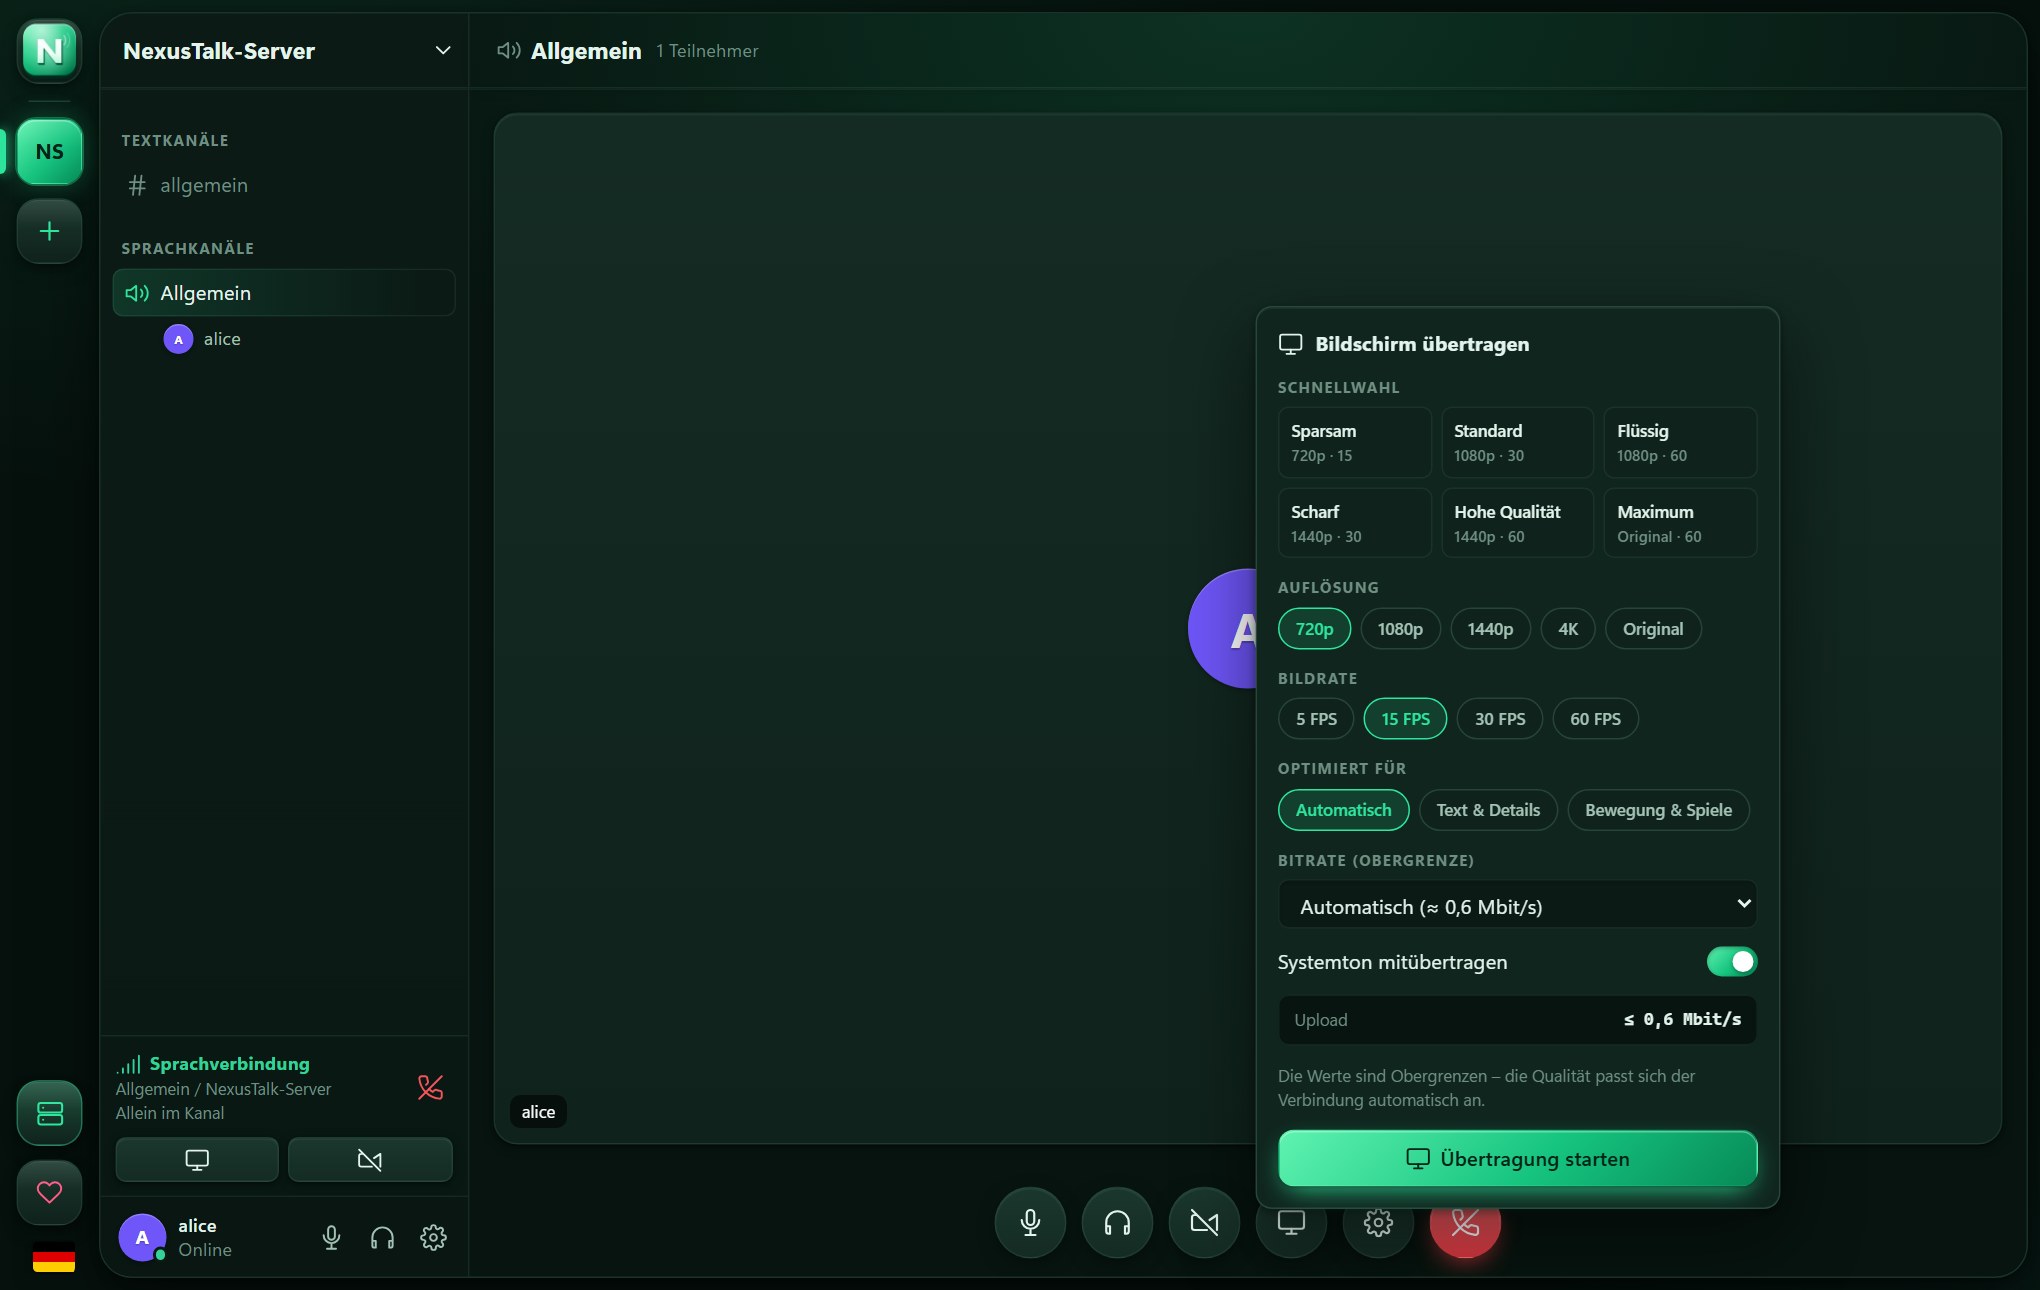 N
NexusTalk-Server
Allgemein 1 Teilnehmer
NS
TEXTKANÄLE
# allgemein
SPRACHKANÄLE
Allgemein
A alice
A
alice
Bildschirm übertragen
SCHNELLWAHL
Sparsam
720p · 15
Standard
1080p · 30
Flüssig
1080p · 60
Scharf
1440p · 30
Hohe Qualität
1440p · 60
Maximum
Original · 60
AUFLÖSUNG
720p 1080p 1440p 4K Original
BILDRATE
5 FPS 15 FPS 30 FPS 60 FPS
OPTIMIERT FÜR
Automatisch Text & Details Bewegung & Spiele
BITRATE (OBERGRENZE)
Automatisch (≈ 0,6 Mbit/s)
Systemton mitübertragen
Upload ≤ 0,6 Mbit/s
Die Werte sind Obergrenzen – die Qualität passt sich der
Verbindung automatisch an.
Übertragung starten
Sprachverbindung
Allgemein / NexusTalk-Server
Allein im Kanal
A
alice
Online